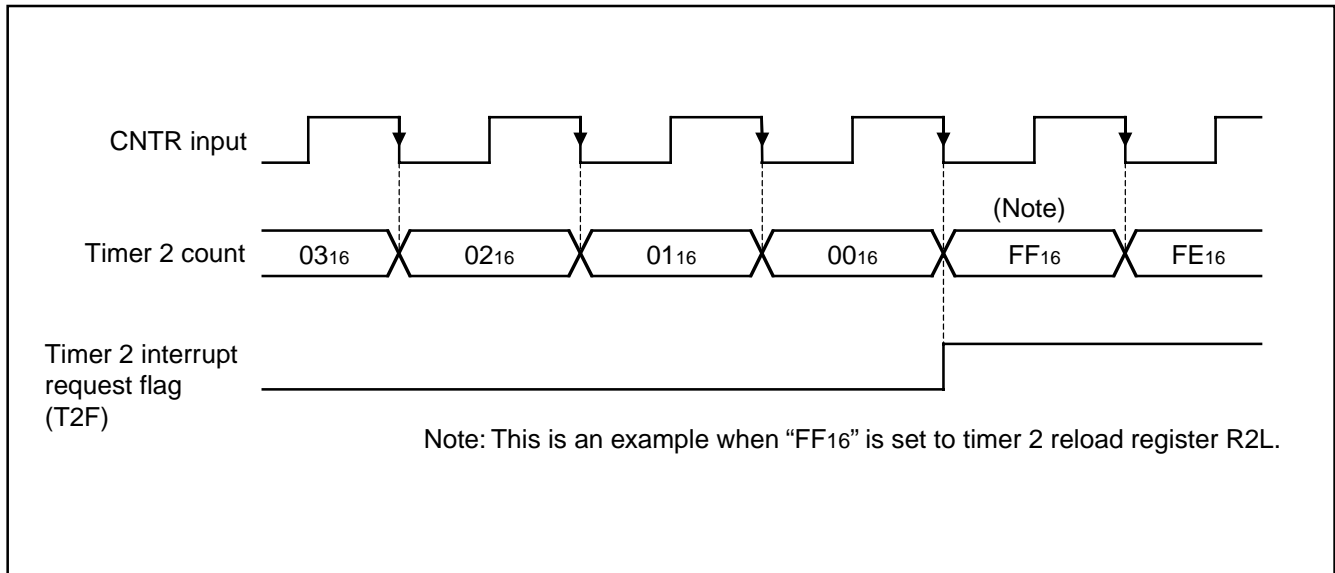 CNTR input
(Note)
Timer 2 count
03₁₆ 02₁₆ 01₁₆ 00₁₆ FF₁₆ FE₁₆
Timer 2 interrupt
request flag
(T2F)
Note: This is an example when “FF₁₆” is set to timer 2 reload register R2L.